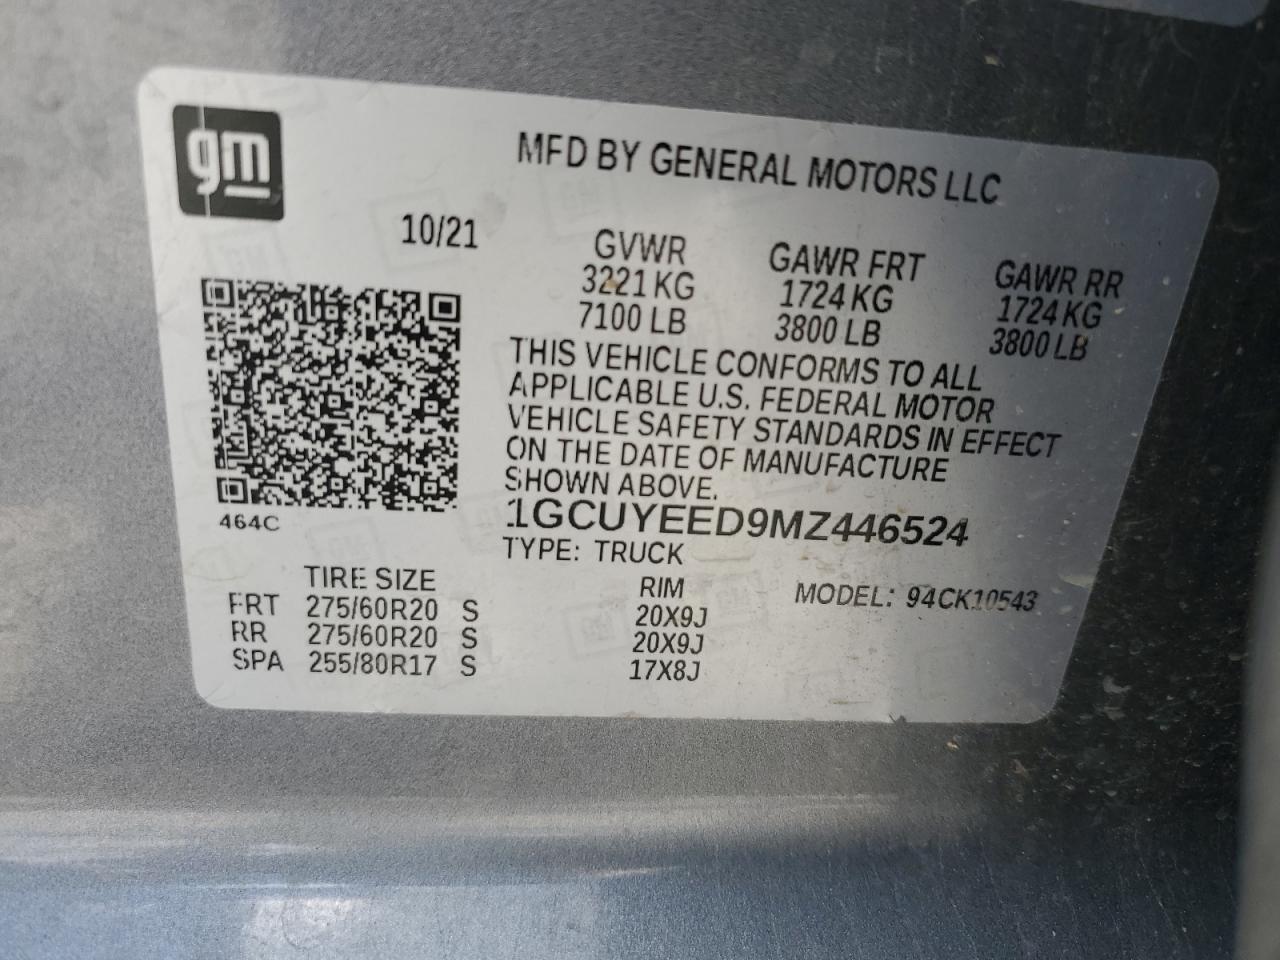 gm
MFD BY GENERAL MOTORS LLC
10/21
GVWR GAWR FRT GAWR RR
3221 KG 1724 KG 1724 KG
7100 LB 3800 LB 3800 LB
THIS VEHICLE CONFORMS TO ALL
APPLICABLE U.S. FEDERAL MOTOR
VEHICLE SAFETY STANDARDS IN EFFECT
ON THE DATE OF MANUFACTURE
SHOWN ABOVE.
464C
1GCUYEED9MZ446524
TYPE: TRUCK
TIRE SIZE RIM MODEL: 94CK10543
FRT 275/60R20 S 20X9J
RR 275/60R20 S 20X9J
SPA 255/80R17 S 17X8J